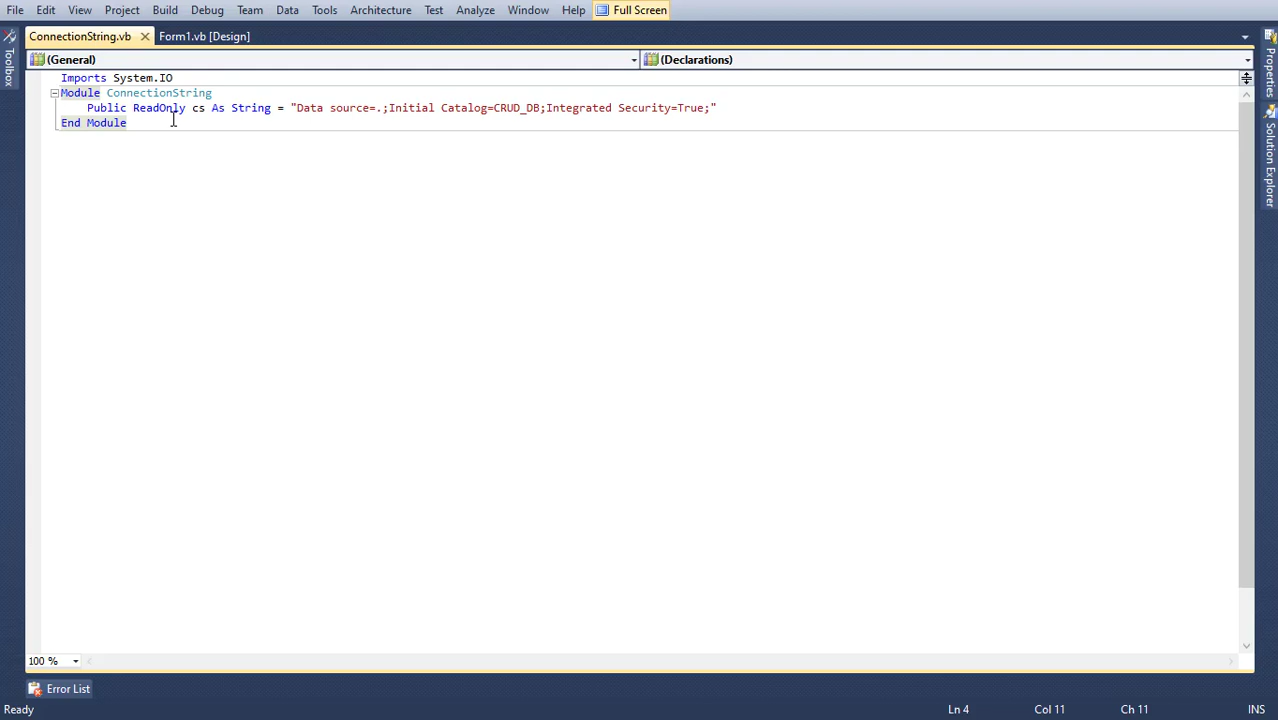 File Edit View Project Build Debug Team Data Tools Architecture Test Analyze Window Help Full Screen
ConnectionString.vb Form1.vb [Design]
(General) (Declarations)
Imports System.IO
Module ConnectionString
Public ReadOnly cs As String = "Data source=.;Initial Catalog=CRUD_DB;Integrated Security=True;"
End Module
Toolbox
Properties
Solution Explorer
100 %
Error List
Ready Ln 4 Col 11 Ch 11 INS